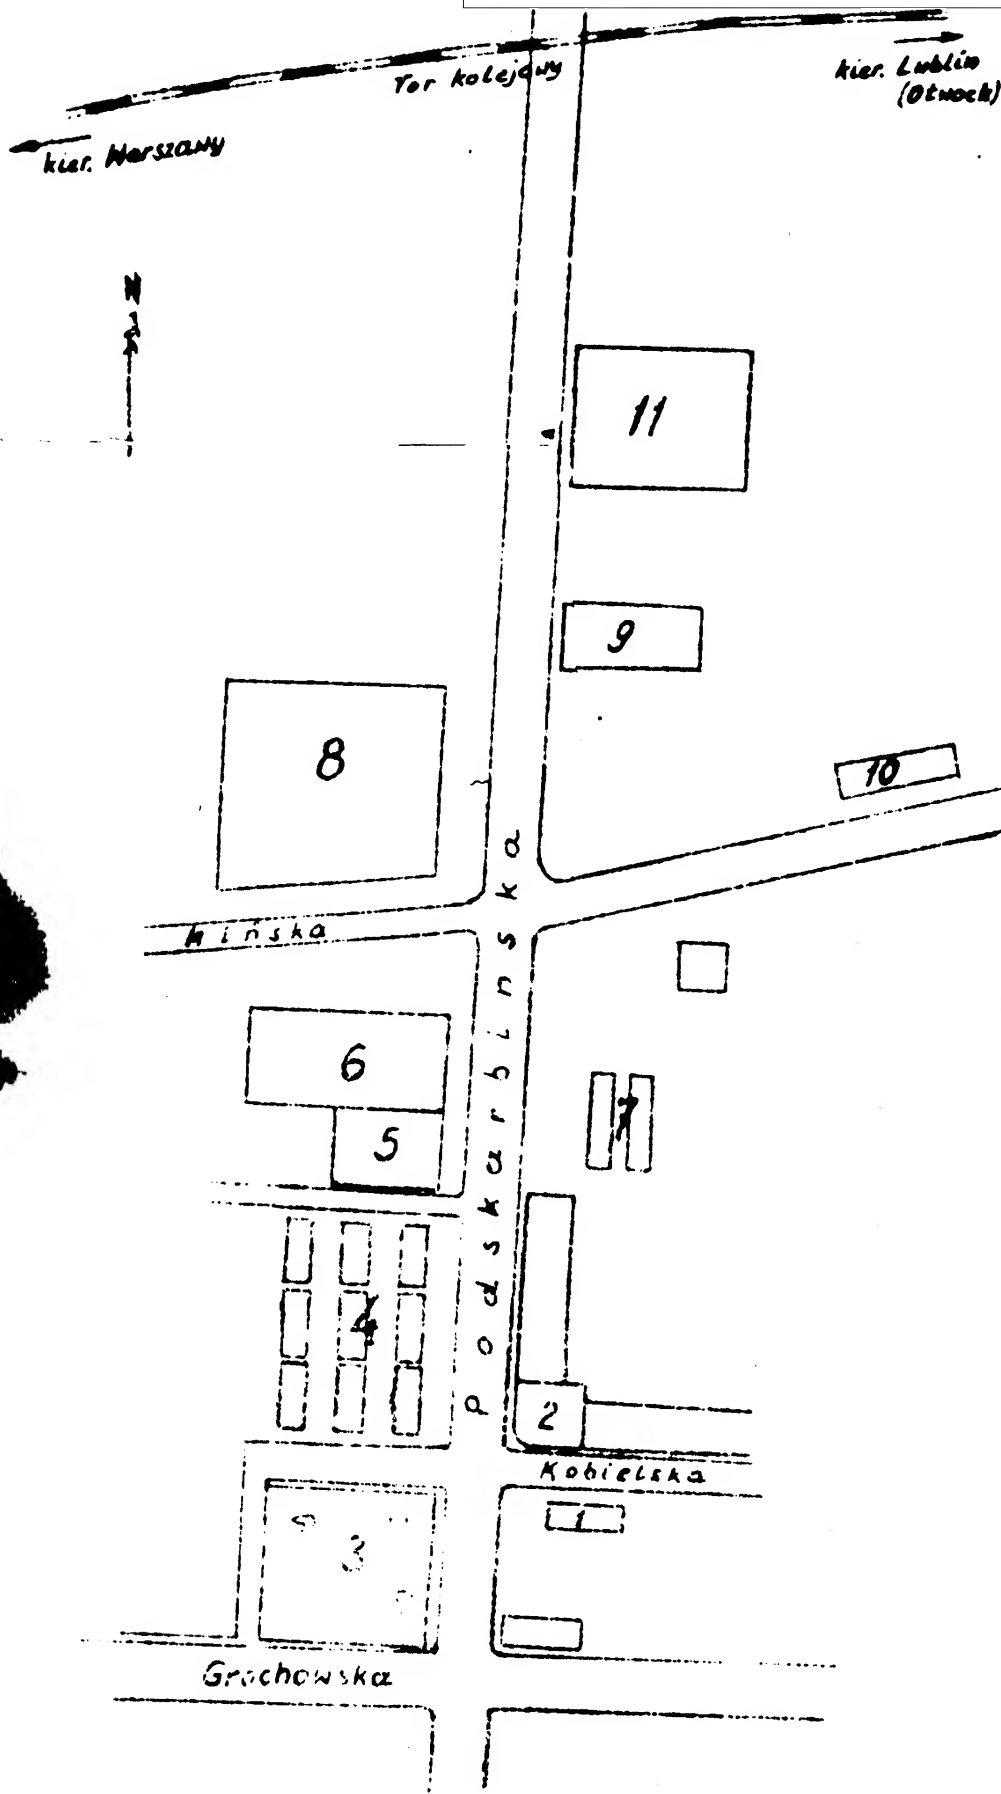 Tor kolejowy
kier. Lublin
(Otwock)
kier. Warszawy
N
11
9
8
10
Mińska
6
5
7
4
Podskarbinska
2
Kobielska
1
3
Grochowska